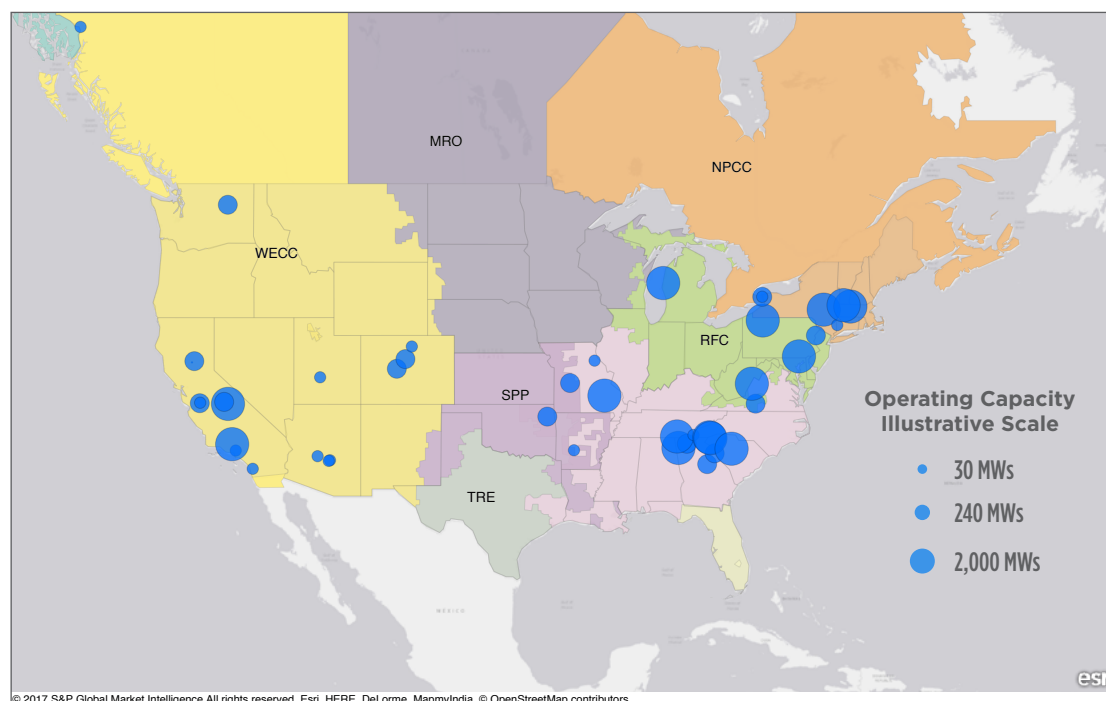 MRO
NPCC
WECC
RFC
SPP
TRE
Operating Capacity
Illustrative Scale
30 MWs
240 MWs
2,000 MWs
MEXICO
esri
© 2017 S&P Global Market Intelligence All rights reserved. Esri, HERE, DeLorme, MapmyIndia, © OpenStreetMap contributors